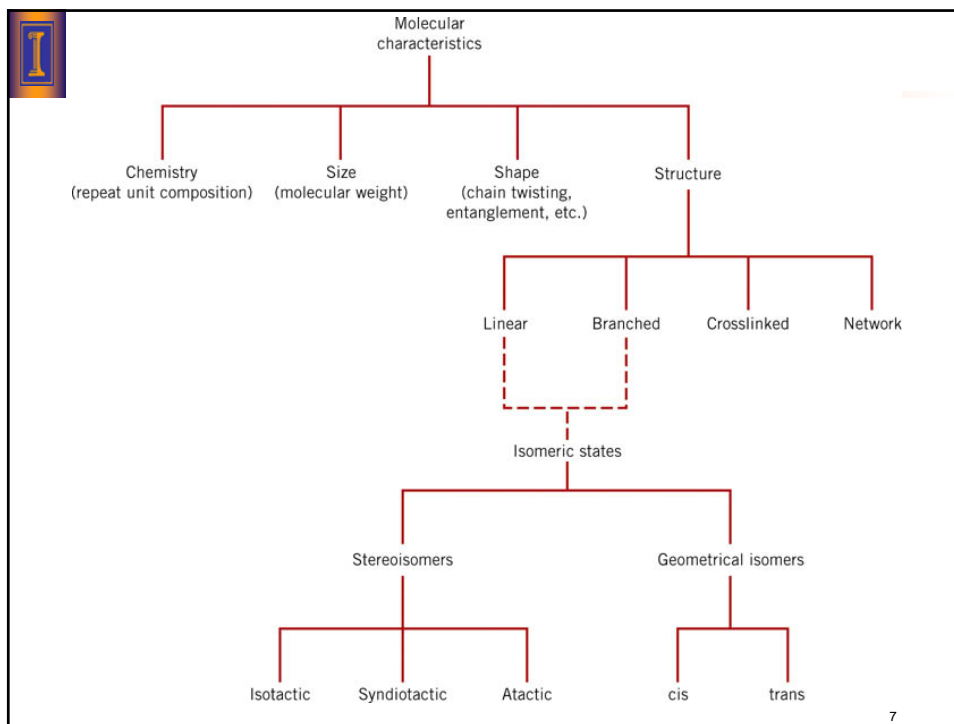 Molecular
characteristics
Chemistry
(repeat unit composition)
Size
(molecular weight)
Shape
(chain twisting,
entanglement, etc.)
Structure
Linear
Branched
Crosslinked
Network
Isomeric states
Stereoisomers
Geometrical isomers
Isotactic
Syndiotactic
Atactic
cis
trans
7